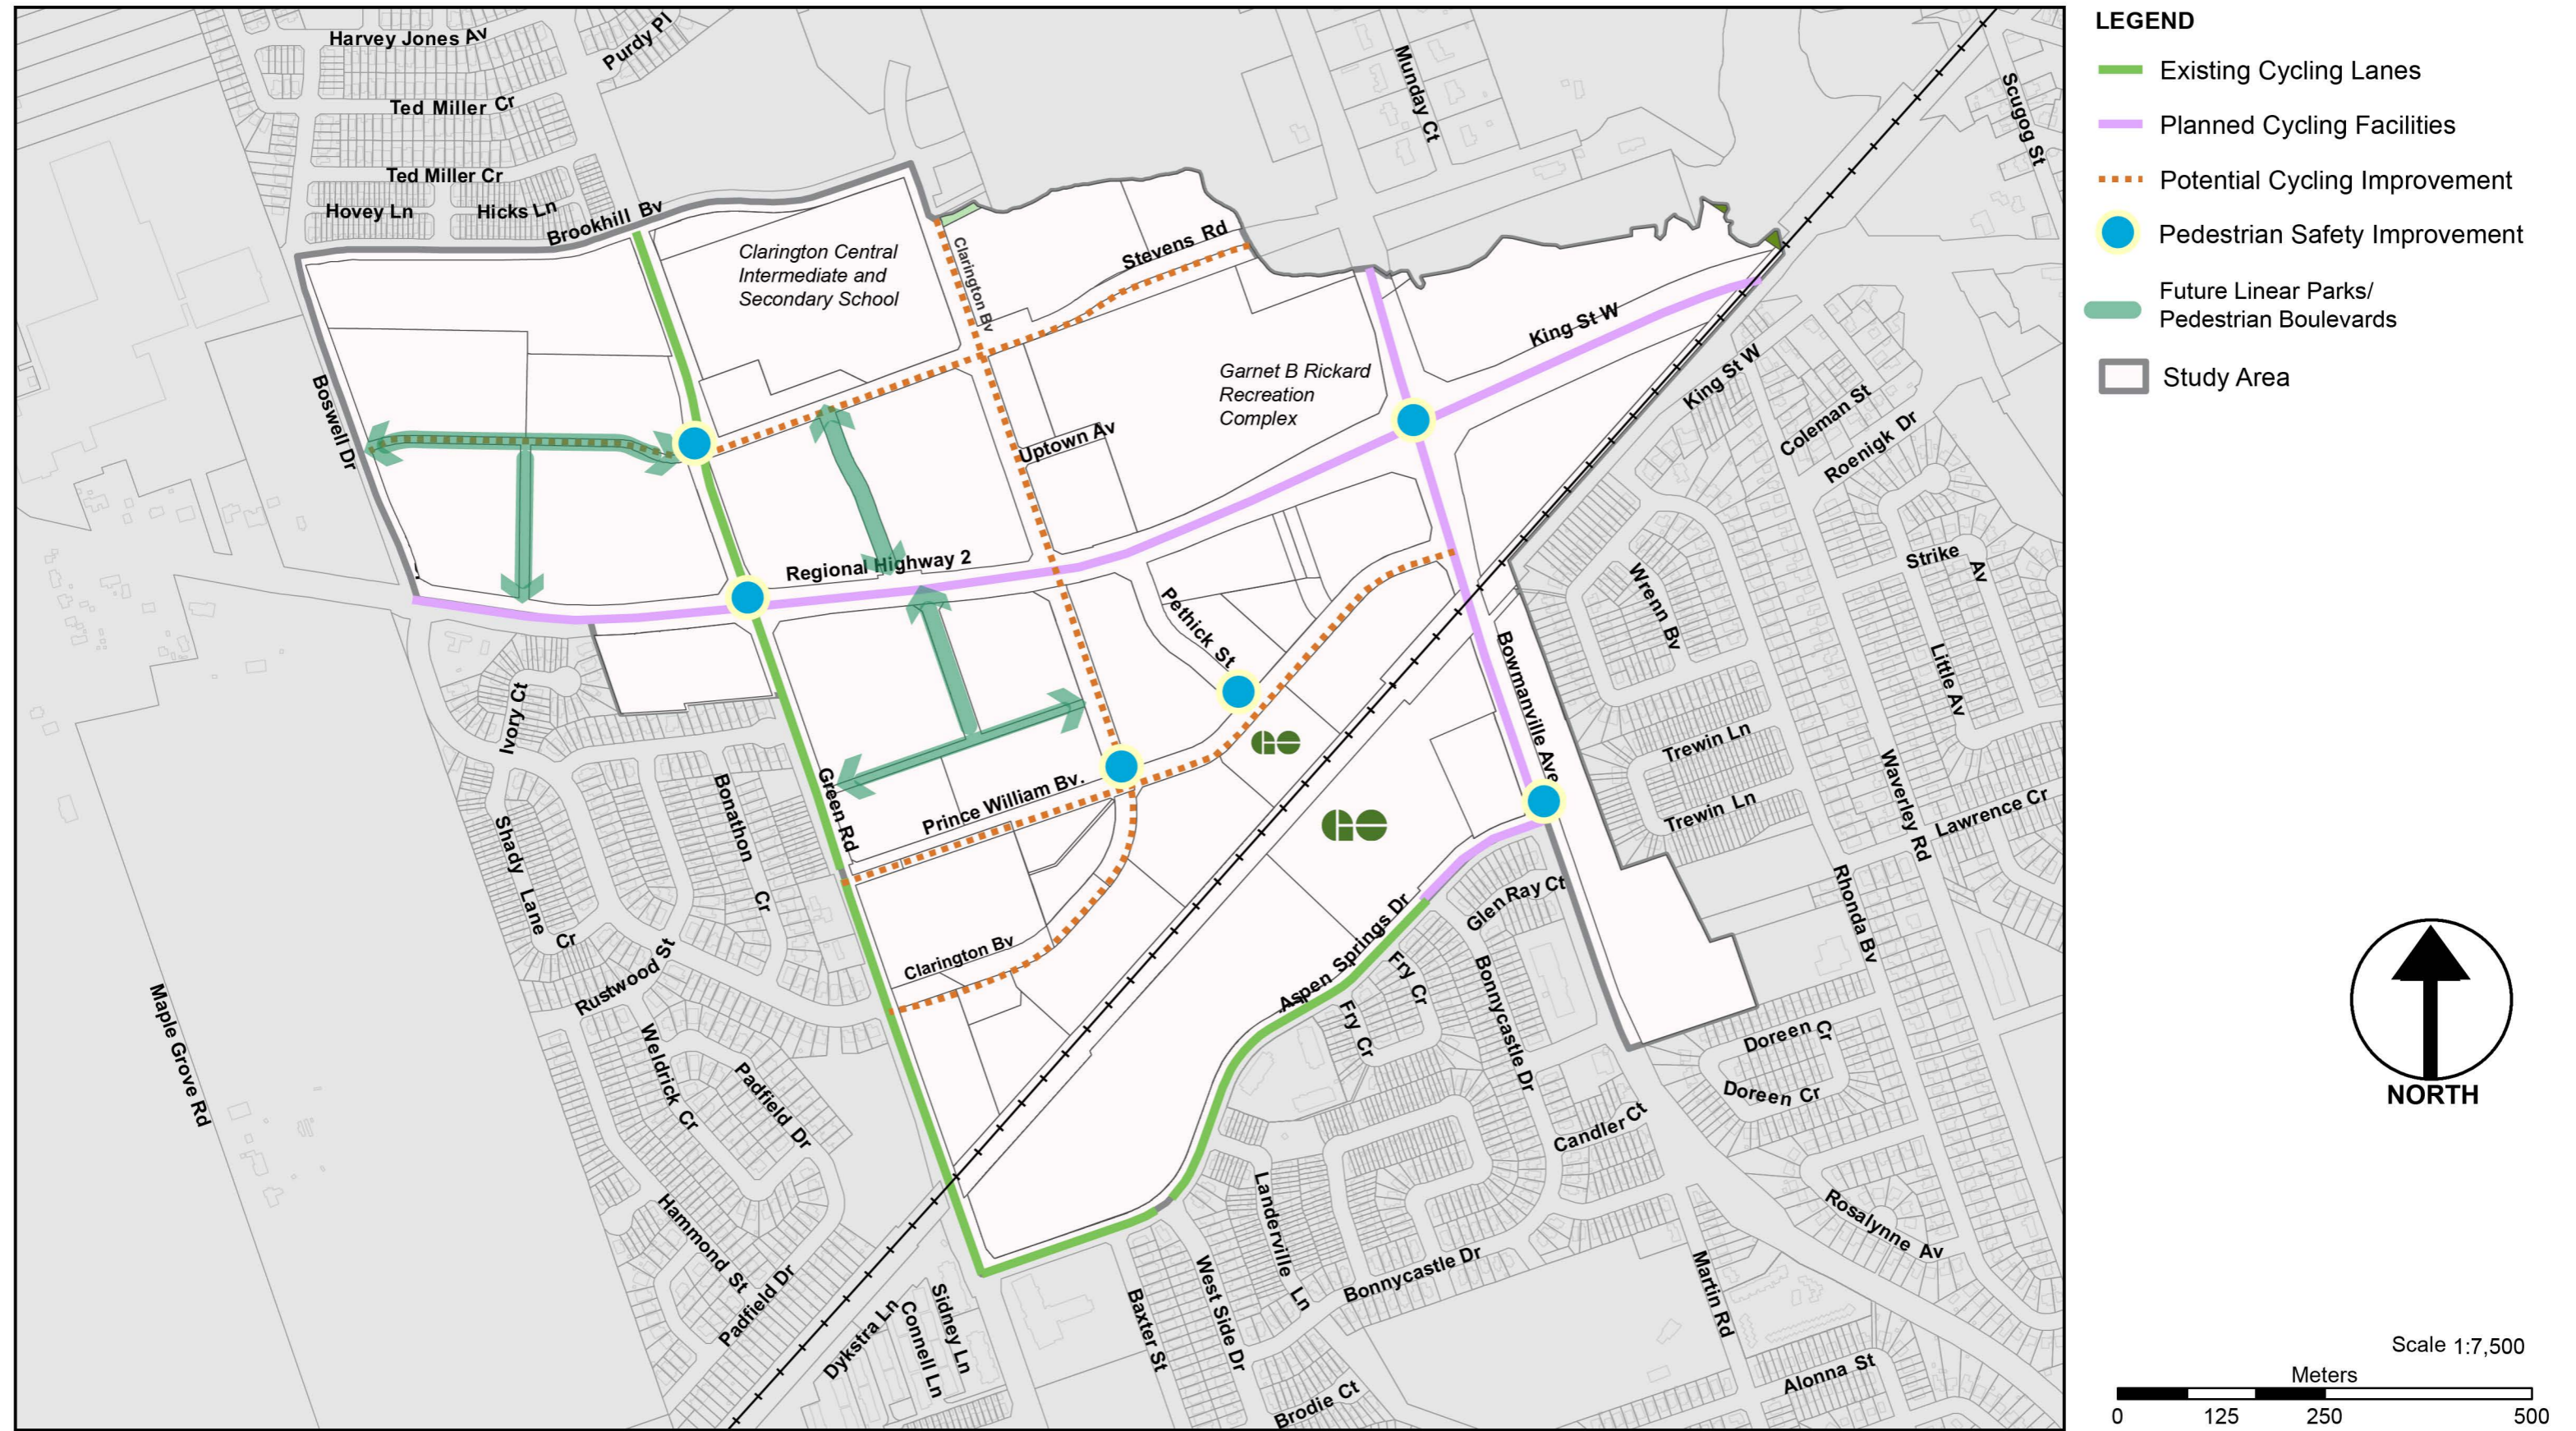 Harvey Jones Av
Purdy Pl
Ted Miller Cr
Ted Miller Cr
Hovey Ln
Hicks Ln
Brookhill Bv
Munday Ct
Scugog St
Clarington Central
Intermediate and
Secondary School
Clarington Bv
Stevens Rd
King St W
Garnet B Rickard
Recreation
Complex
Boswell Dr
Uptown Av
King St W
Coleman St
Roenigk Dr
Regional Highway 2
Pethick St
Strike Av
Wrenn Bv
Little Av
Bowmanville Ave
Ivory Ct
Trewin Ln
Trewin Ln
Waverley Rd
Lawrence Cr
Green Rd
Bonathon Cr
Prince William Bv.
GO
GO
Shady Lane Cr
Glen Ray Ct
Rhonda Bv
Clarington Bv
Aspen Springs Dr
Rustwood St
Fry Cr
Fry Cr
Bonnycastle Dr
Maple Grove Rd
Weldrick Cr
Padfield Dr
Doreen Cr
Doreen Cr
Candler Ct
Hammond St
Padfield Dr
Landerville Ln
Rosalynne Av
Bonnycastle Dr
West Side Dr
Baxter St
Martin Rd
Dykstra Ln
Connell Ln
Sidney Ln
Brodie Ct
Alonna St
LEGEND
Existing Cycling Lanes
Planned Cycling Facilities
Potential Cycling Improvement
Pedestrian Safety Improvement
Future Linear Parks/
Pedestrian Boulevards
Study Area
NORTH
Scale 1:7,500
Meters
0 125 250 500